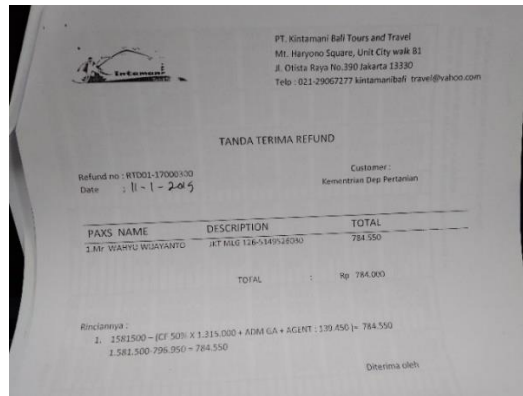 PT. Kintamani Bali Tours and Travel
Mt. Haryono Square, Unit City walk B1
Jl. Otista Raya No.390 Jakarta 13330
Telp : 021-29067277 kintamanibali travel@yahoo.com
Intamani
TANDA TERIMA REFUND
Refund no : RTD01-17000300
Customer :
Date : 11-1-2015
Kementrian Dep Pertanian
PAXS NAME DESCRIPTION TOTAL
1.Mr WAHYU WIJAYANTO JKT MLG 126-5349528030 784.550
TOTAL : Rp 784.000
Rinciannya :
1. 1581500 – (CF 50% X 1.315.000 + ADM GA + AGENT : 139.450 )= 784.550
1.581.500-796.950 = 784.550
Diterima oleh